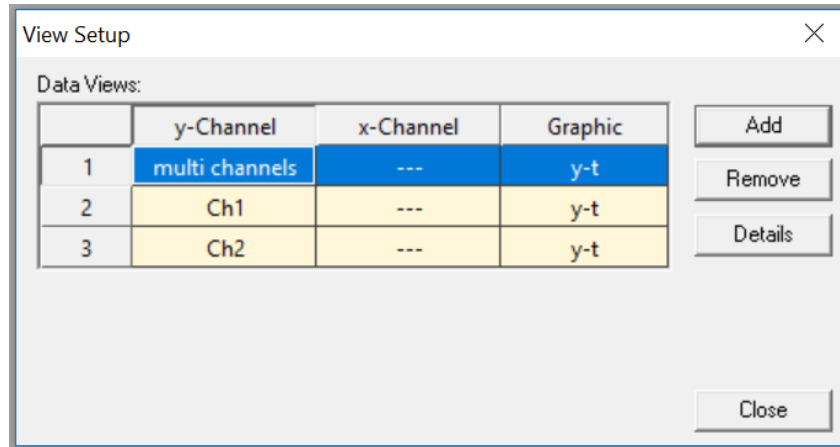 View Setup
Data Views:
y-Channel x-Channel Graphic
1 multi channels --- y-t
2 Ch1 --- y-t
3 Ch2 --- y-t
Add
Remove
Details
Close